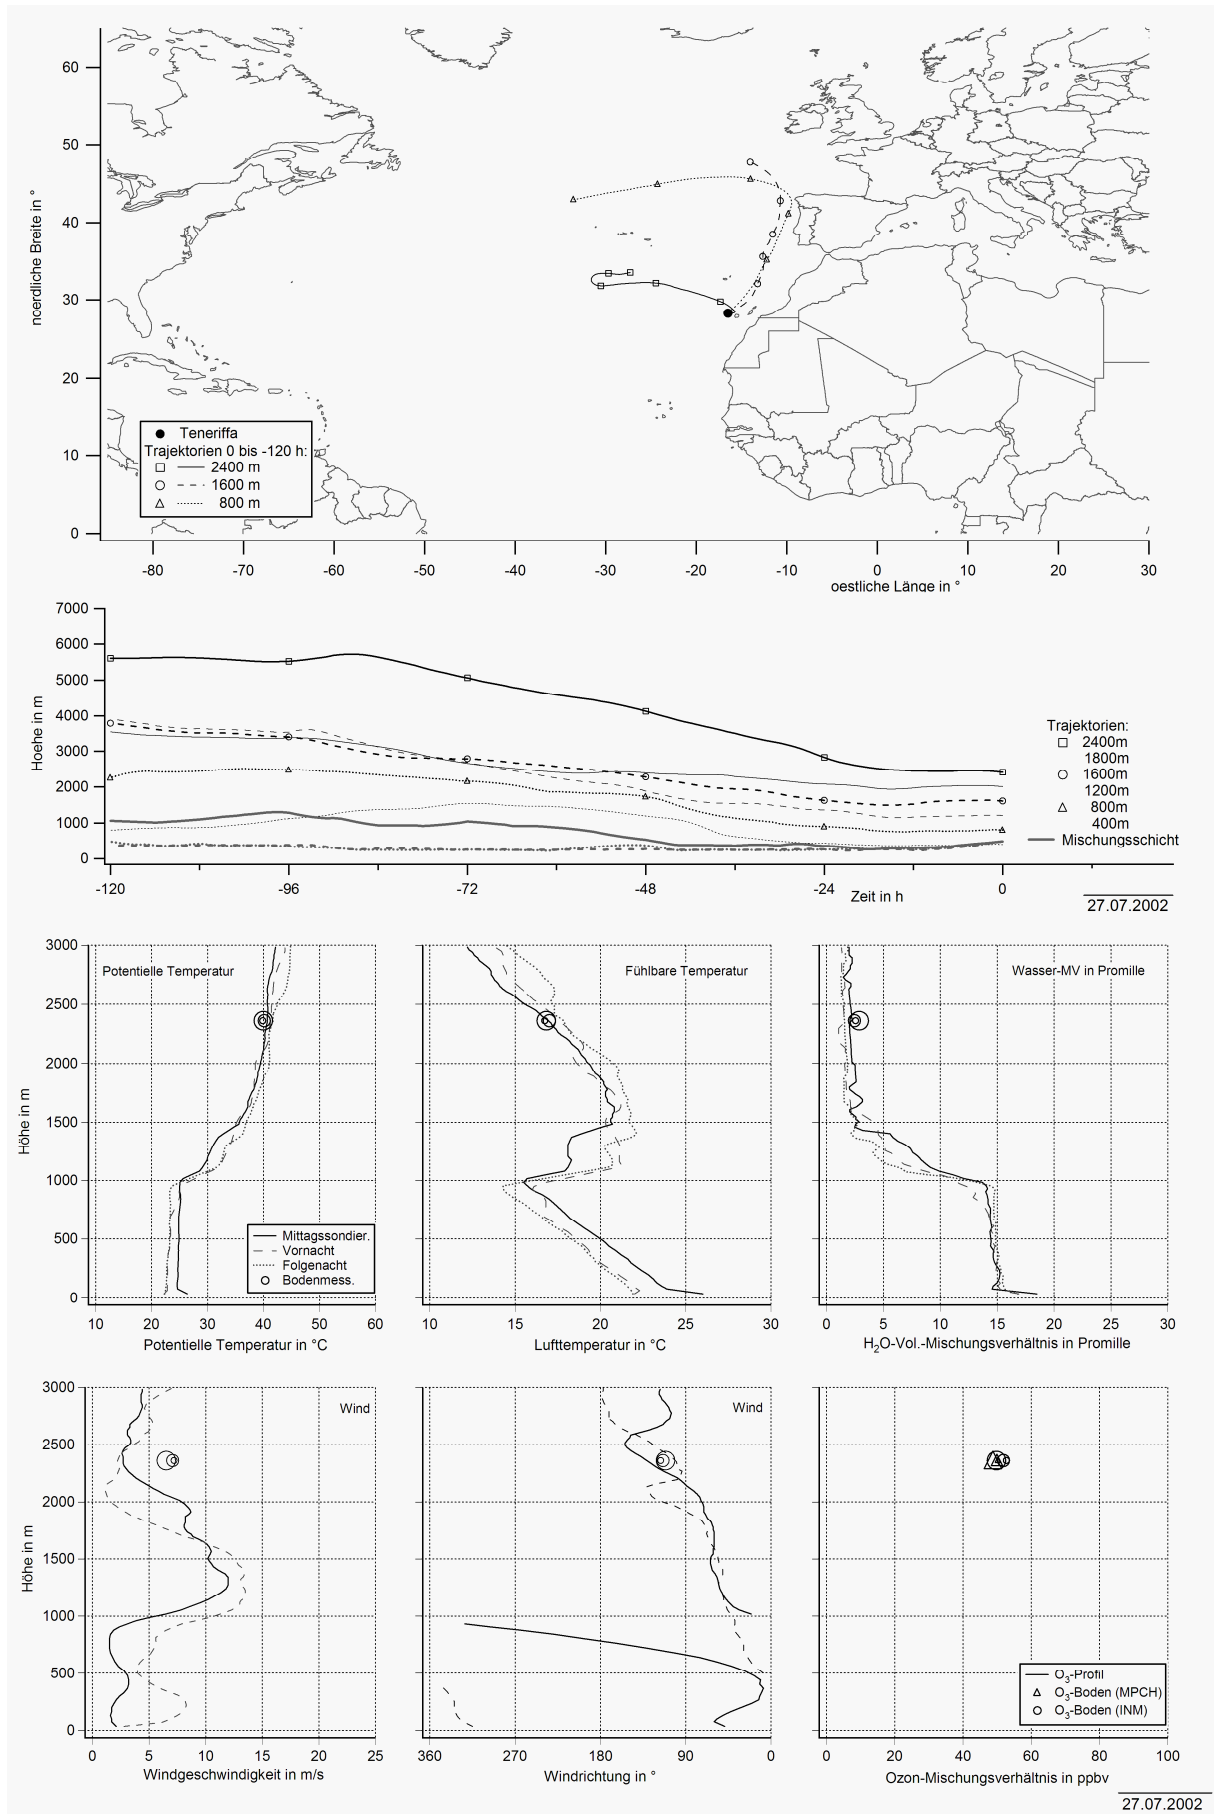 60
50
40
30
20
10
0
noerdliche Breite in °
Teneriffa
Trajektorien 0 bis -120 h:
2400 m
1600 m
800 m
-80 -70 -60 -50 -40 -30 -20 -10 0 10 20 30
oestliche Länge in °
7000
6000
5000
4000
3000
2000
1000
0
Hoehe in m
Trajektorien:
2400m
1800m
1600m
1200m
800m
400m
Mischungsschicht
-120 -96 -72 -48 -24 0
Zeit in h
27.07.2002
3000
2500
2000
1500
1000
500
0
Höhe in m
Potentielle Temperatur
Mittagssondier.
Vornacht
Folgenacht
Bodenmess.
10 20 30 40 50 60
Potentielle Temperatur in °C
Fühlbare Temperatur
10 15 20 25 30
Lufttemperatur in °C
Wasser-MV in Promille
0 5 10 15 20 25 30
H2O-Vol.-Mischungsverhältnis in Promille
3000
2500
2000
1500
1000
500
0
Höhe in m
Wind
0 5 10 15 20 25
Windgeschwindigkeit in m/s
Wind
360 270 180 90 0
Windrichtung in °
O3-Profil
O3-Boden (MPCH)
O3-Boden (INM)
0 20 40 60 80 100
Ozon-Mischungsverhältnis in ppbv
27.07.2002